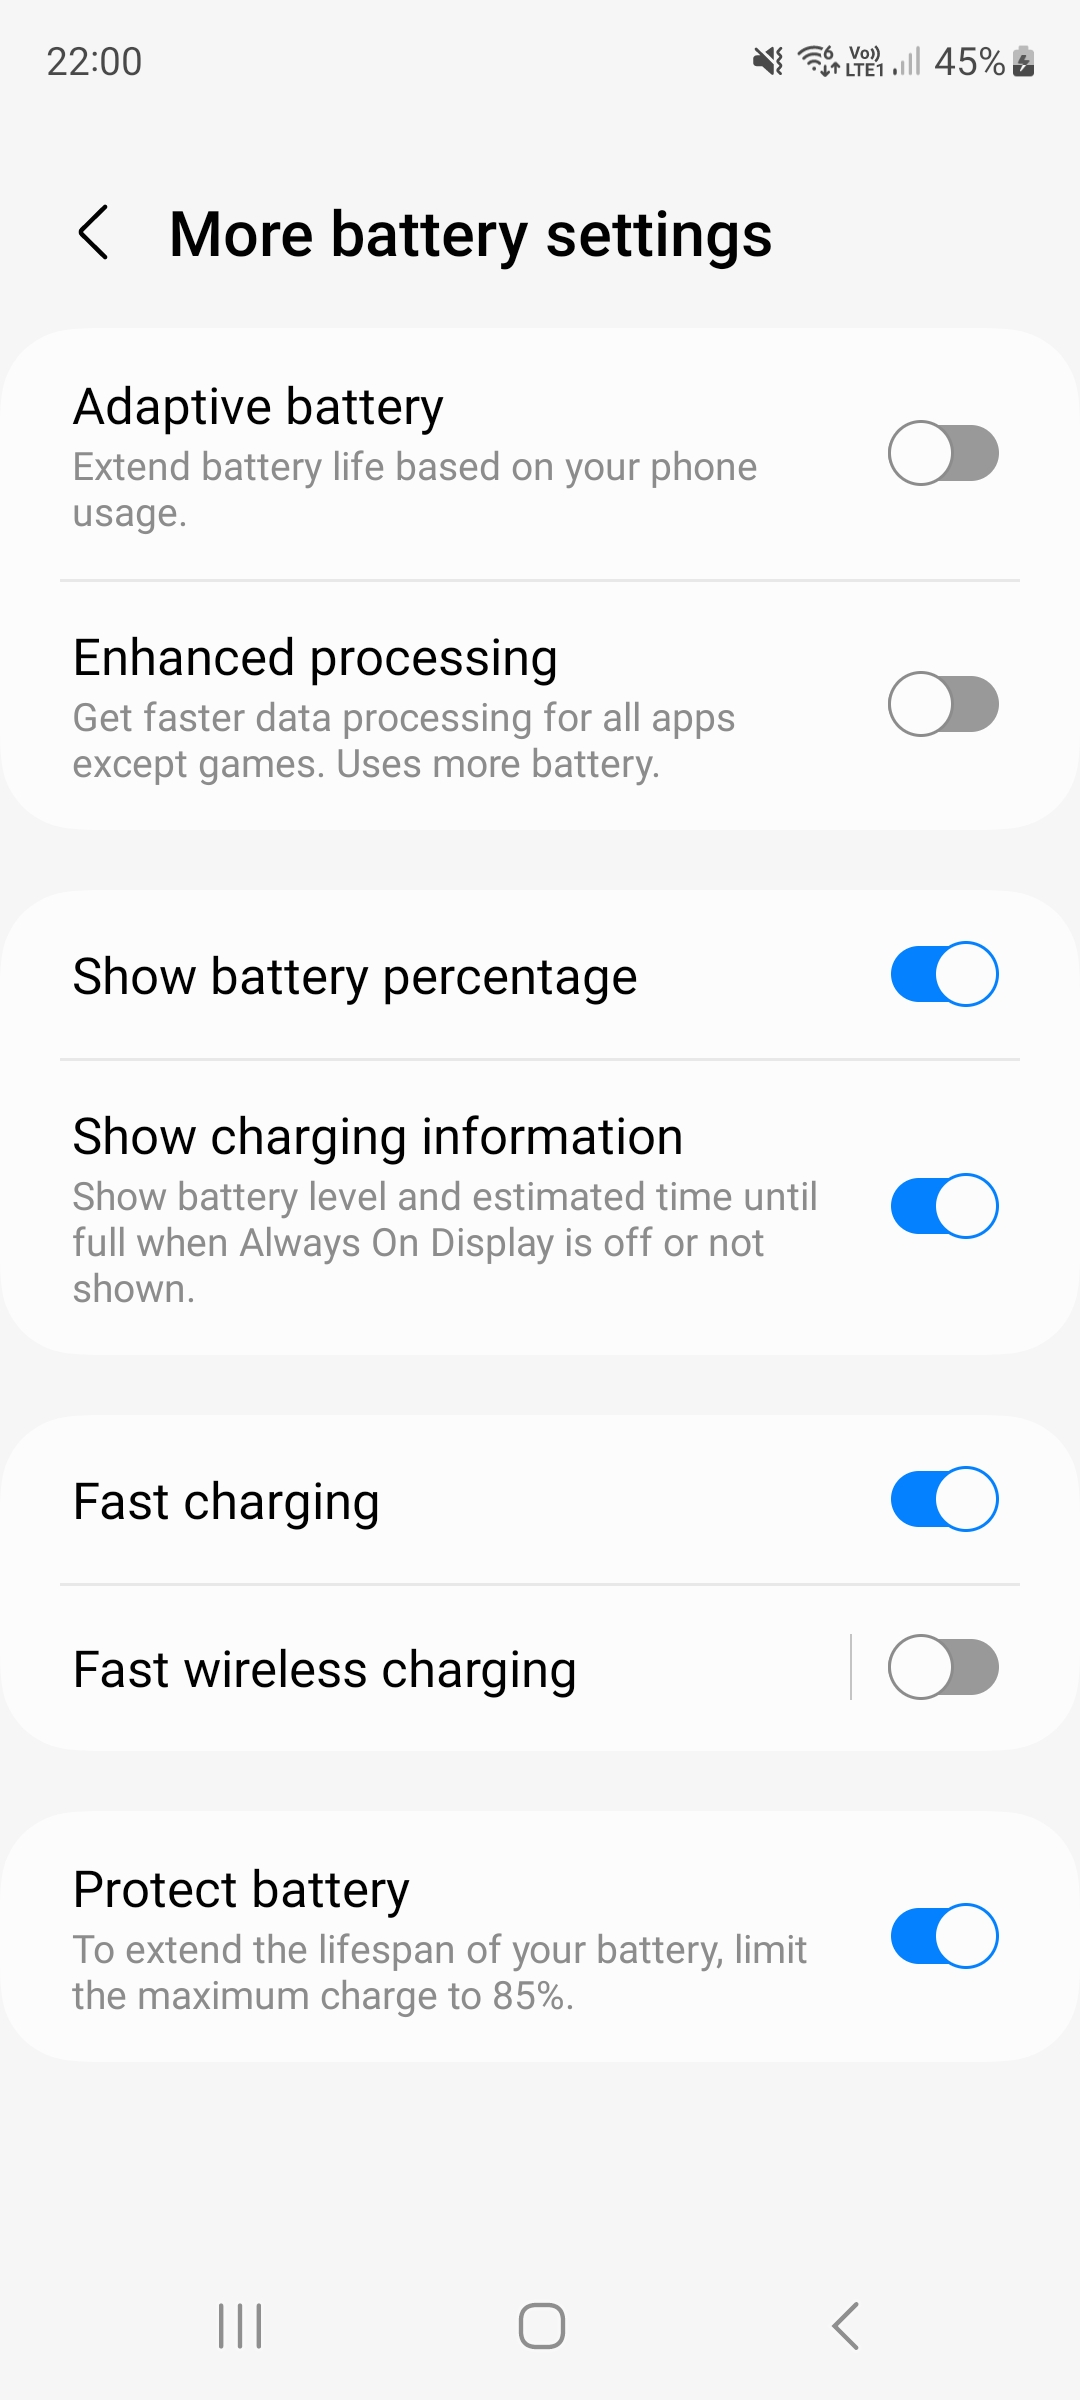 22:00 6 Vo)) LTE1 45%
More battery settings
Adaptive battery
Extend battery life based on your phone
usage.
Enhanced processing
Get faster data processing for all apps
except games. Uses more battery.
Show battery percentage
Show charging information
Show battery level and estimated time until
full when Always On Display is off or not
shown.
Fast charging
Fast wireless charging
Protect battery
To extend the lifespan of your battery, limit
the maximum charge to 85%.